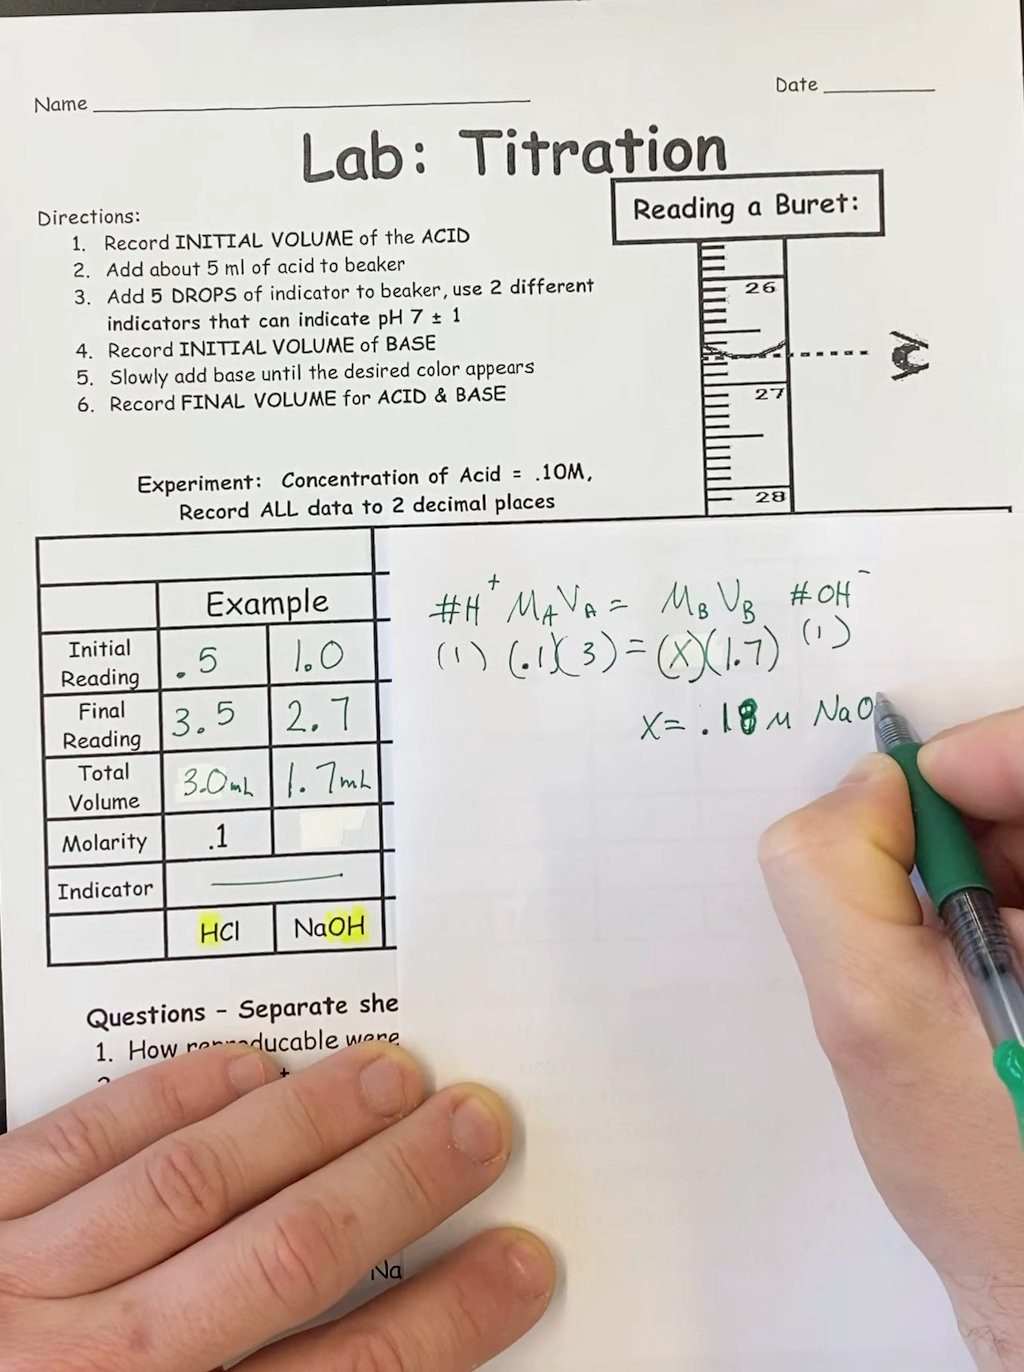 Name
Date
Lab: Titration
Reading a Buret:
Directions:
1. Record INITIAL VOLUME of the ACID
2. Add about 5 ml of acid to beaker
3. Add 5 DROPS of indicator to beaker, use 2 different
indicators that can indicate pH 7 ± 1
4. Record INITIAL VOLUME of BASE
5. Slowly add base until the desired color appears
6. Record FINAL VOLUME for ACID & BASE
26
27
28
Experiment: Concentration of Acid = .10M,
Record ALL data to 2 decimal places
Example
Initial Reading .5 1.0
Final Reading 3.5 2.7
Total Volume 3.0mL 1.7mL
Molarity .1
Indicator
HCl NaOH
#H⁺ MAVA = MBVB #OH⁻
(1) (.1)(3) = (X)(1.7) (1)
X = .18 M NaO
Questions - Separate she
1. How reproducable were
Na